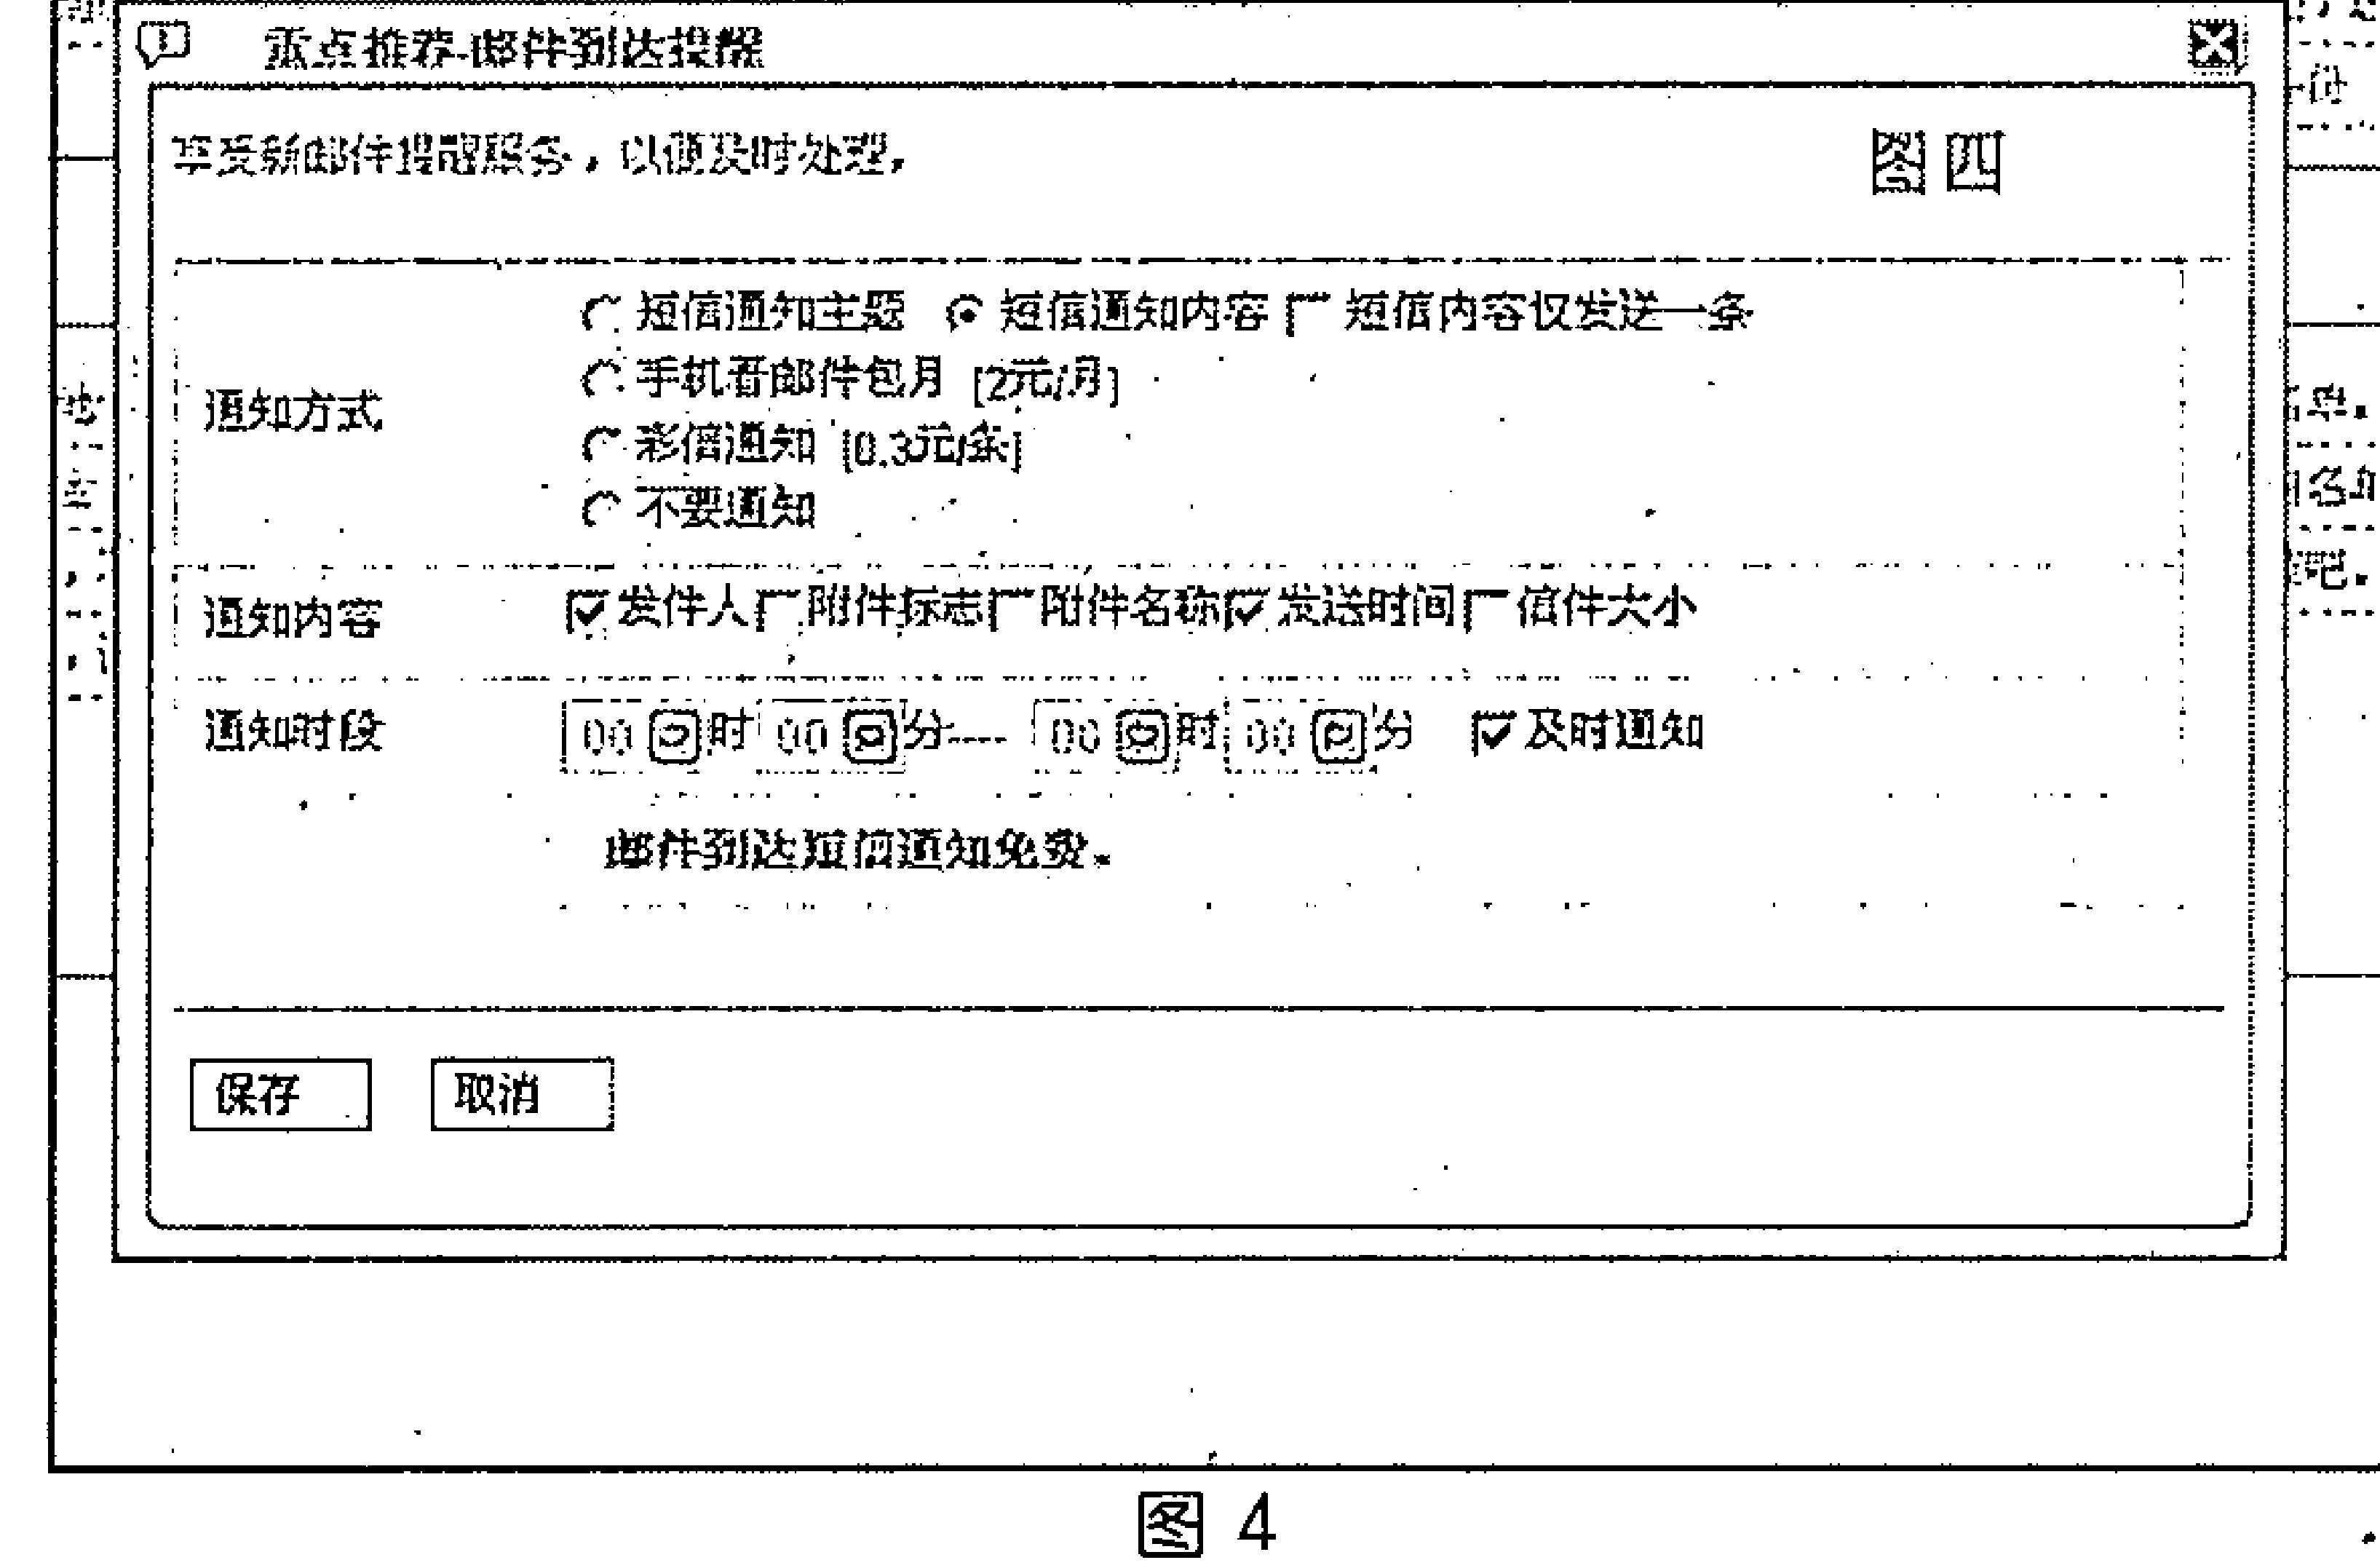 重点推荐-邮件到达提醒
享受新邮件提醒服务，以便及时处理。
图四
短信通知主题 短信通知内容 短信内容仅发送一条
手机看邮件包月 [2元/月]
通知方式
彩信通知 [0.3元/条]
不要通知
通知内容 发件人 附件标志 附件名称 发送时间 信件大小
通知时段 00 时 00 分---- 00 时 00 分 及时通知
邮件到达短信通知免费。
保存 取消
吧。
图 4